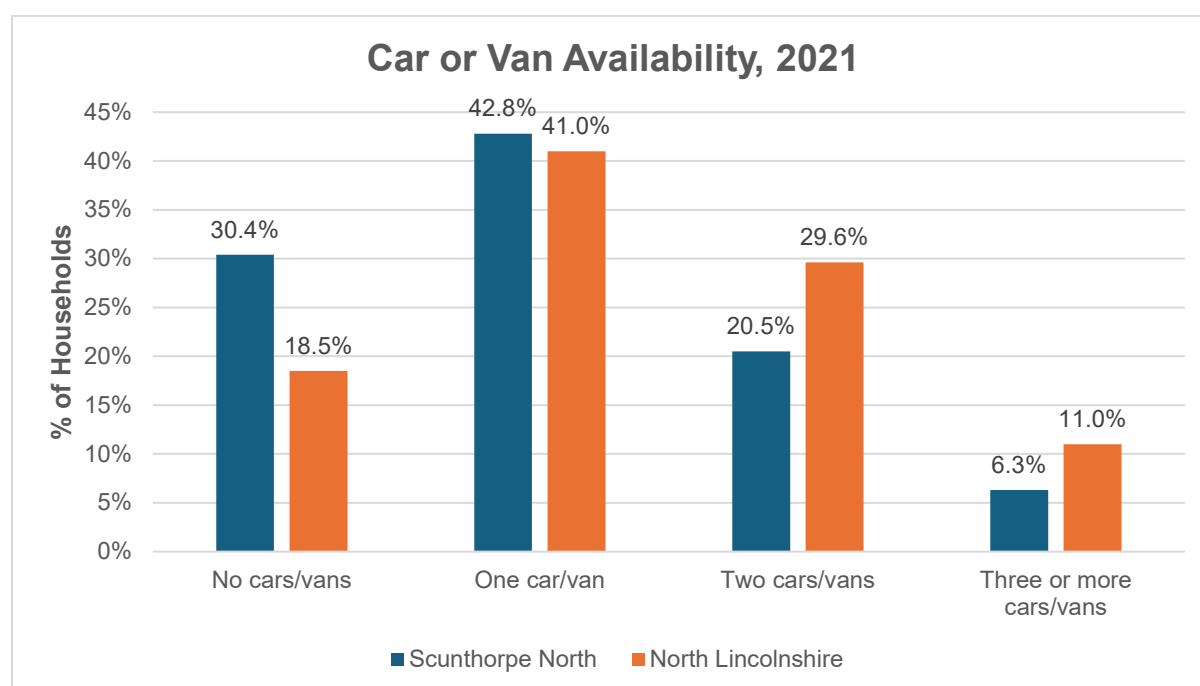 Car or Van Availability, 2021
45%
40%
35%
30%
25%
20%
15%
10%
5%
0%
% of Households
30.4%
18.5%
42.8%
41.0%
20.5%
29.6%
6.3%
11.0%
No cars/vans
One car/van
Two cars/vans
Three or more
cars/vans
Scunthorpe North
North Lincolnshire